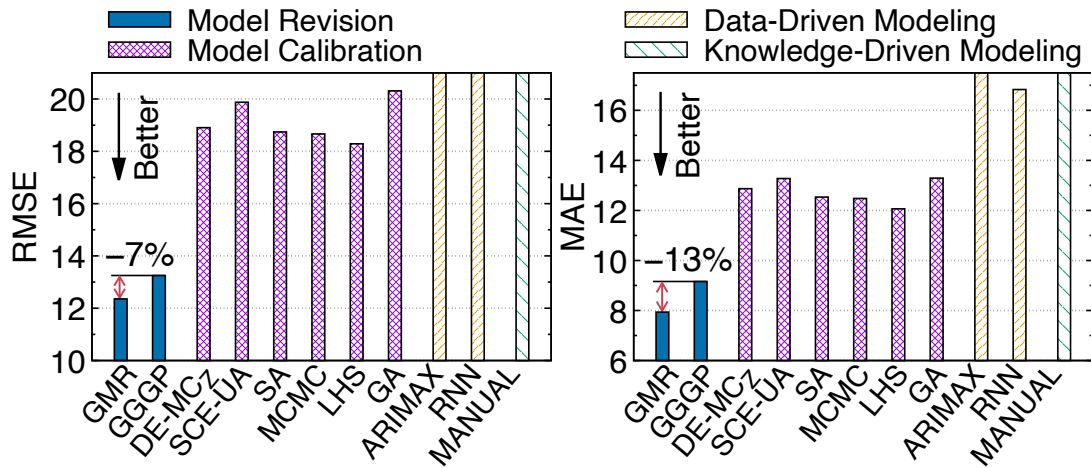 Model Revision
Model Calibration
Data-Driven Modeling
Knowledge-Driven Modeling
RMSE
20
18
16
14
12
10
Better
−7%
GMR
GGGP
DE-MCz
SCE-UA
SA
MCMC
LHS
GA
ARIMAX
RNN
MANUAL
MAE
16
14
12
10
8
6
Better
−13%
GMR
GGGP
DE-MCz
SCE-UA
SA
MCMC
LHS
GA
ARIMAX
RNN
MANUAL